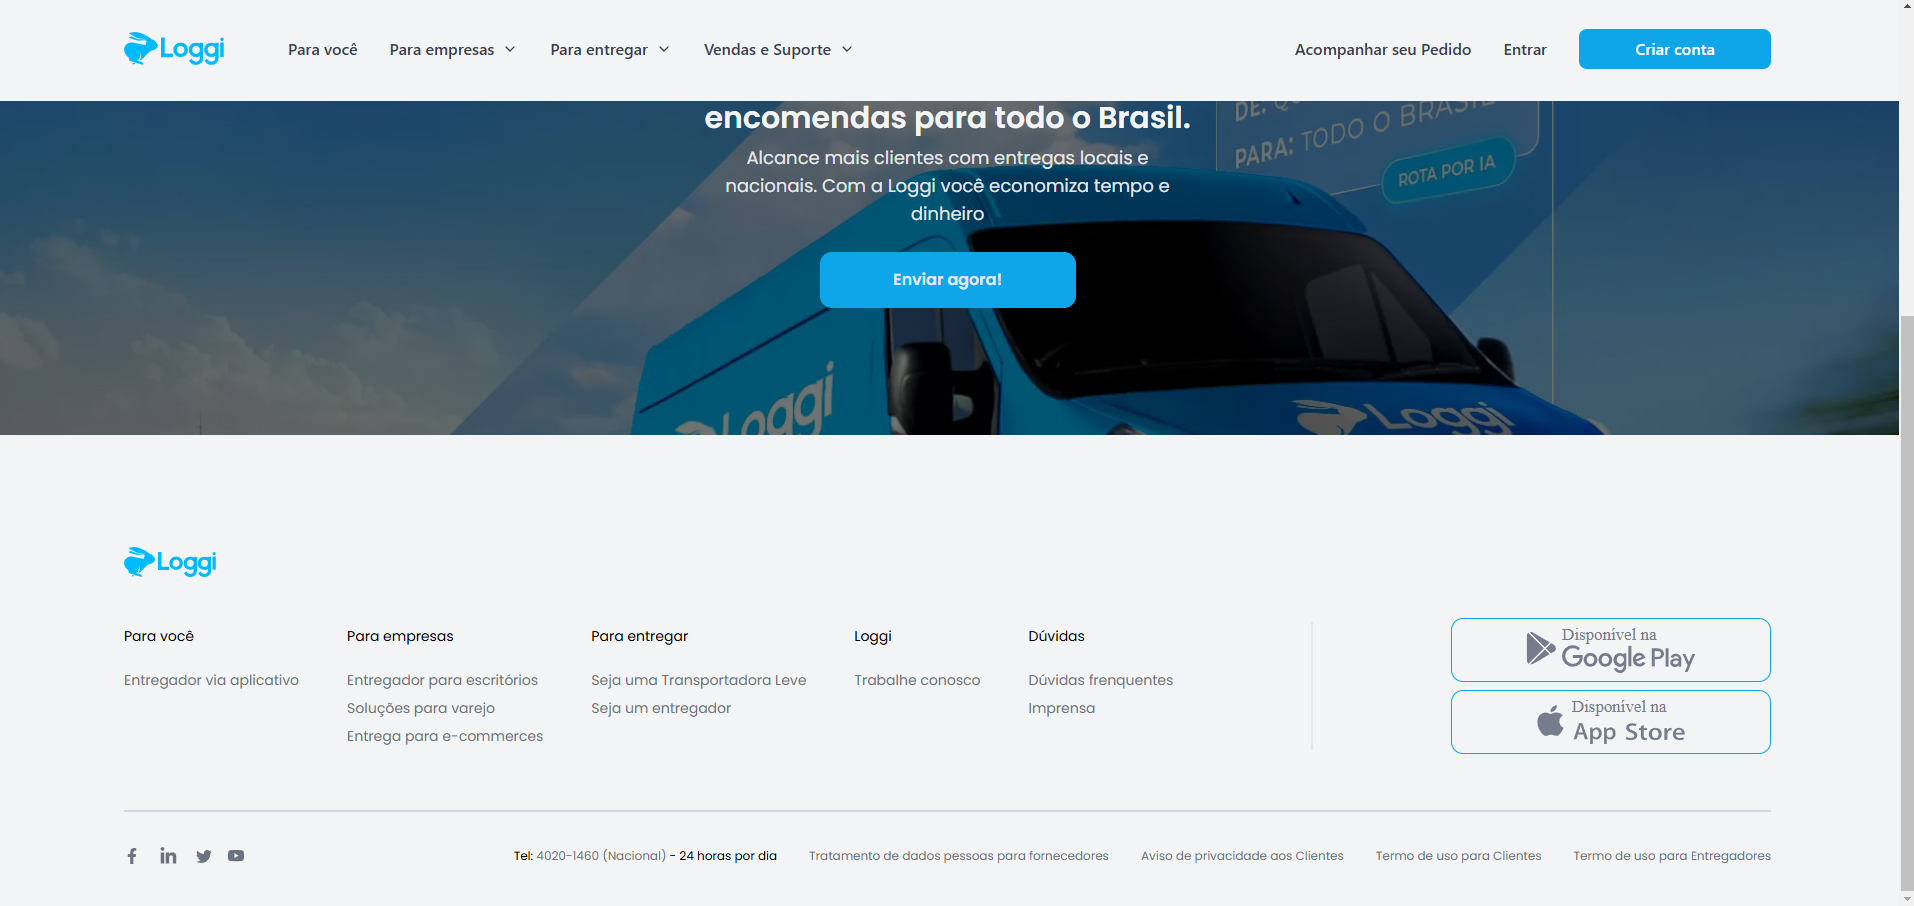 Loggi
Para você
Para empresas
Para entregar
Vendas e Suporte
Acompanhar seu Pedido
Entrar
Criar conta
encomendas para todo o Brasil.
Alcance mais clientes com entregas locais e
nacionais. Com a Loggi você economiza tempo e
dinheiro
Enviar agora!
DE:
PARA: TODO O BRASIL
ROTA POR IA
Loggi
Loggi
Loggi
Para você
Entregador via aplicativo
Para empresas
Entregador para escritórios
Soluções para varejo
Entrega para e-commerces
Para entregar
Seja uma Transportadora Leve
Seja um entregador
Loggi
Trabalhe conosco
Dúvidas
Dúvidas frenquentes
Imprensa
Disponível na
Google Play
Disponível na
App Store
Tel: 4020-1460 (Nacional) - 24 horas por dia
Tratamento de dados pessoas para fornecedores
Aviso de privacidade aos Clientes
Termo de uso para Clientes
Termo de uso para Entregadores